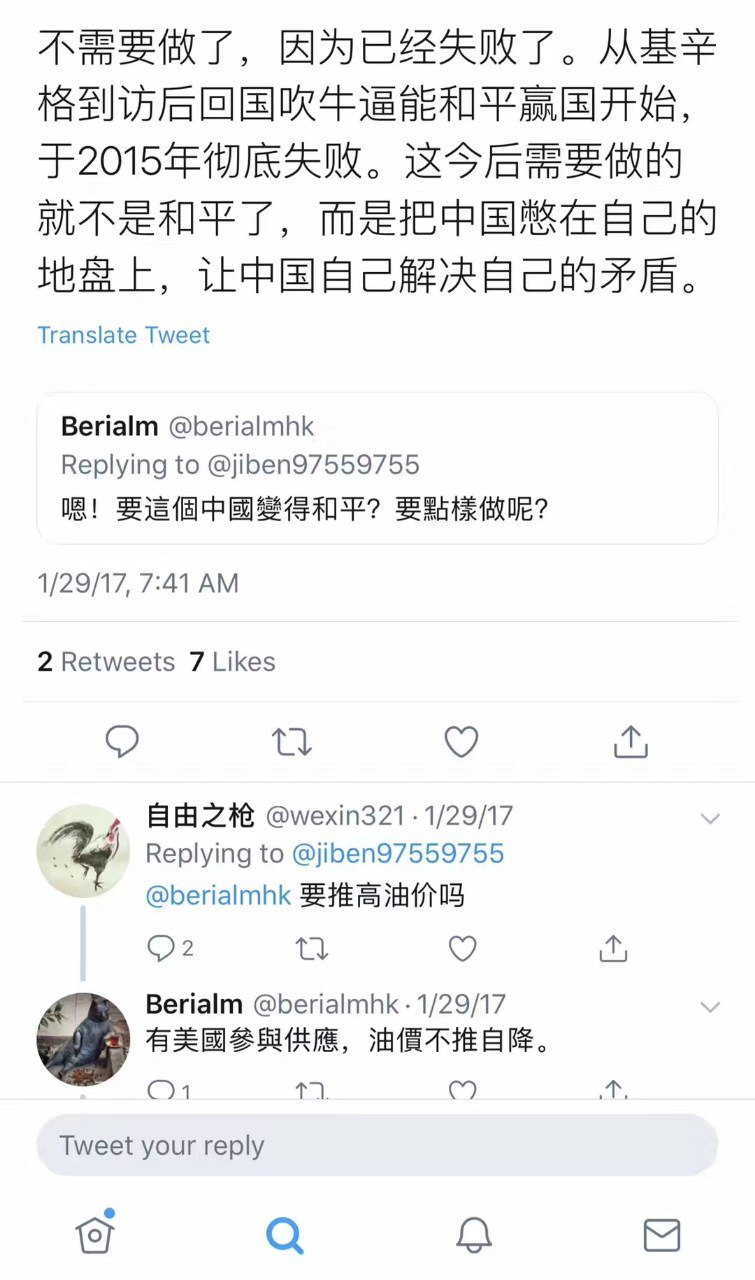 不需要做了，因为已经失败了。从基辛
格到访后回国吹牛逼能和平赢国开始，
于2015年彻底失败。这今后需要做的
就不是和平了，而是把中国憋在自己的
地盘上，让中国自己解决自己的矛盾。
Translate Tweet
Berialm @berialmhk
Replying to @jiben97559755
嗯！要這個中國變得和平？要點樣做呢?
1/29/17, 7:41 AM
2 Retweets 7 Likes
自由之枪 @wexin321 · 1/29/17
Replying to @jiben97559755
@berialmhk 要推高油价吗
2
Berialm @berialmhk · 1/29/17
有美國參與供應，油價不推自降。
1
Tweet your reply